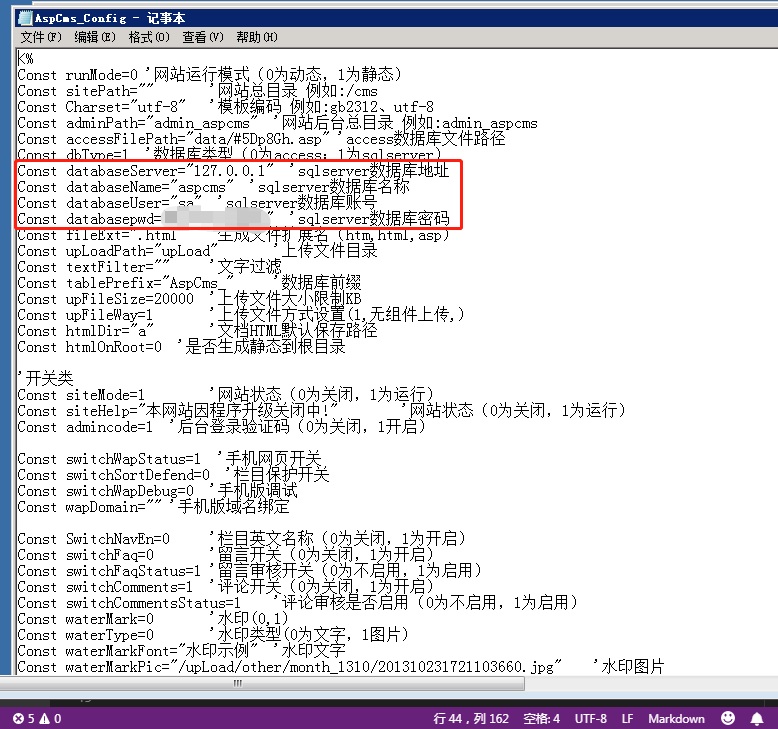 AspCms_Config - 记事本
文件(F) 编辑(E) 格式(O) 查看(V) 帮助(H)
<%
Const runMode=0 '网站运行模式（0为动态，1为静态）
Const sitePath="" '网站总目录 例如:/cms
Const Charset="utf-8" '模板编码 例如:gb2312、utf-8
Const adminPath="admin_aspcms" '网站后台总目录 例如:admin_aspcms
Const accessFilePath="data/#5Dp8Gh.asp" 'access数据库文件路径
Const dbType=1 '数据库类型（0为access；1为sqlserver）
Const databaseServer="127.0.0.1" 'sqlserver数据库地址
Const databaseName="aspcms" 'sqlserver数据库名称
Const databaseUser="sa" 'sqlserver数据库账号
Const databasepwd= " 'sqlserver数据库密码
Const fileExt=".html" '生成文件扩展名（htm,html,asp）
Const upLoadPath="upLoad" '上传文件目录
Const textFilter="" '文字过滤
Const tablePrefix="AspCms_" '数据库前缀
Const upFileSize=20000 '上传文件大小限制KB
Const upFileWay=1 '上传文件方式设置(1,无组件上传,)
Const htmlDir="a" '文档HTML默认保存路径
Const htmlOnRoot=0 '是否生成静态到根目录
'开关类
Const siteMode=1 '网站状态（0为关闭，1为运行）
Const siteHelp="本网站因程序升级关闭中!" '网站状态（0为关闭，1为运行）
Const admincode=1 '后台登录验证码（0为关闭，1开启）
Const switchWapStatus=1 '手机网页开关
Const switchSortDefend=0 '栏目保护开关
Const switchWapDebug=0 '手机版调试
Const wapDomain="" '手机版域名绑定
Const SwitchNavEn=0 '栏目英文名称（0为关闭，1为开启）
Const switchFaq=0 '留言开关（0为关闭，1为开启）
Const switchFaqStatus=1 '留言审核开关（0为不启用，1为启用）
Const switchComments=1 '评论开关（0为关闭，1为开启）
Const switchCommentsStatus=1 '评论审核是否启用（0为不启用，1为启用）
Const waterMark=0 '水印(0,1)
Const waterType=0 '水印类型(0为文字，1图片)
Const waterMarkFont="水印示例" '水印文字
Const waterMarkPic="/upLoad/other/month_1310/201310231721103660.jpg" '水印图片
5 0 行 44，列 162 空格: 4 UTF-8 LF Markdown